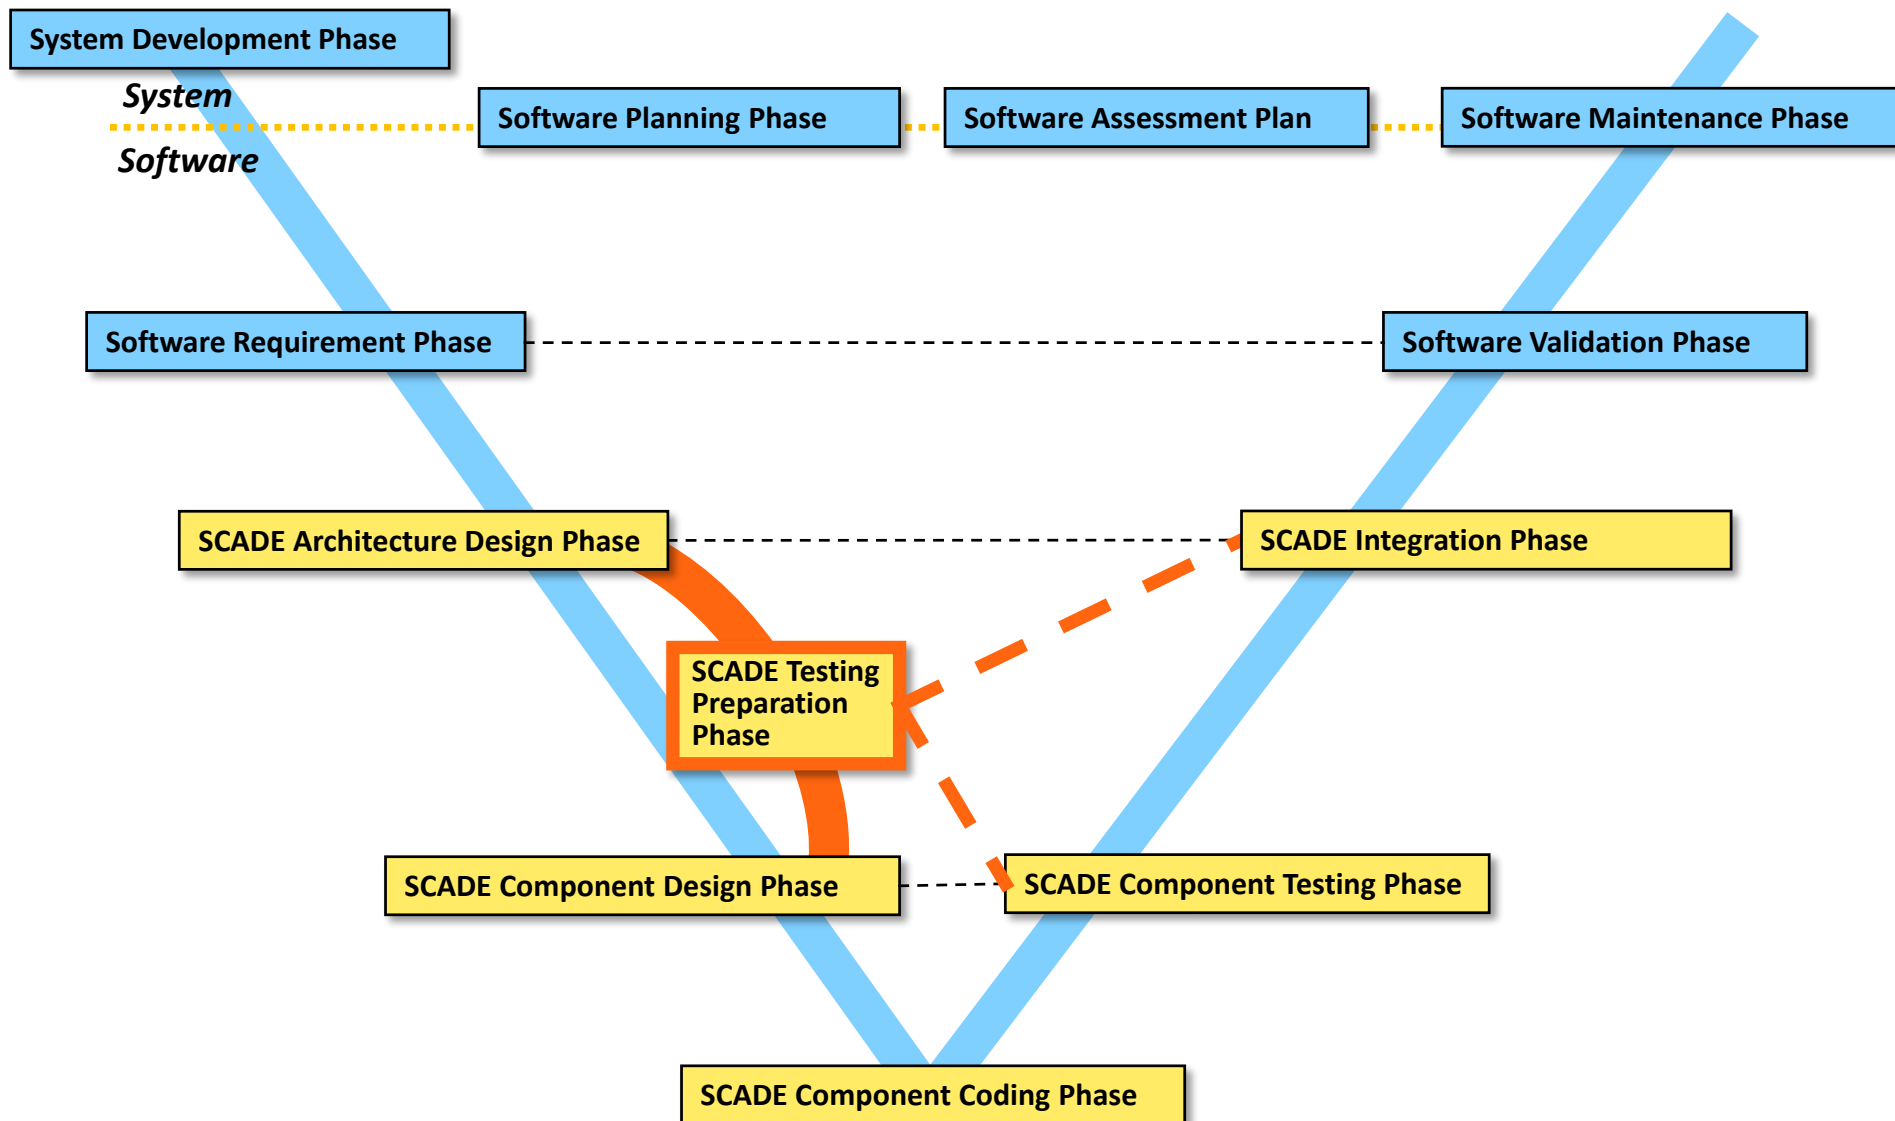 System Development Phase
System
Software Planning Phase
Software Assessment Plan
Software Maintenance Phase
Software
Software Requirement Phase
Software Validation Phase
SCADE Architecture Design Phase
SCADE Integration Phase
SCADE Testing
Preparation
Phase
SCADE Component Design Phase
SCADE Component Testing Phase
SCADE Component Coding Phase